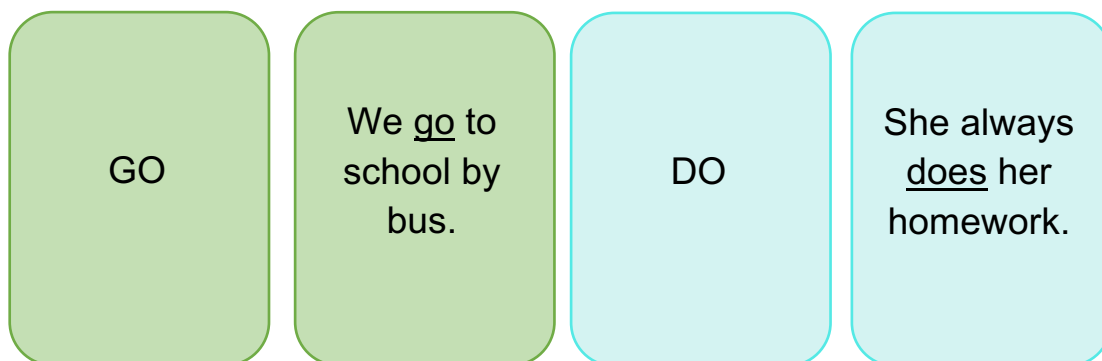 GO
We go to
school by
bus.
DO
She always
does her
homework.